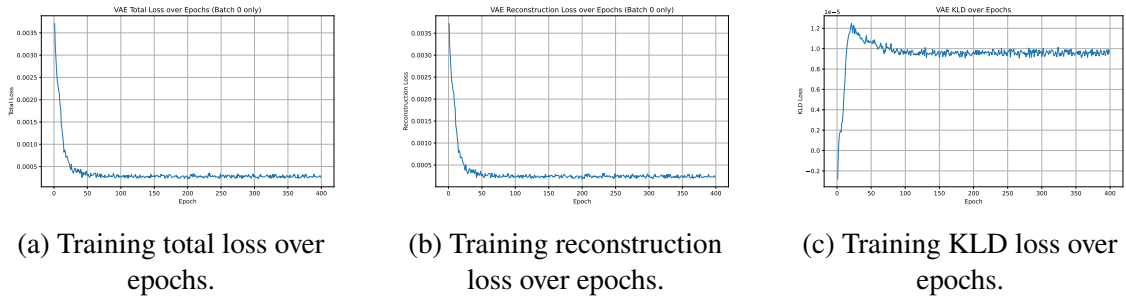 VAE Total Loss over Epochs (Batch 0 only)
Total Loss
0.0035
0.0030
0.0025
0.0020
0.0015
0.0010
0.0005
0 50 100 150 200 250 300 350 400
Epoch
(a) Training total loss over
epochs.
VAE Reconstruction Loss over Epochs (Batch 0 only)
Reconstruction Loss
0.0035
0.0030
0.0025
0.0020
0.0015
0.0010
0.0005
0 50 100 150 200 250 300 350 400
Epoch
(b) Training reconstruction
loss over epochs.
VAE KLD over Epochs
1e−5
KLD Loss
1.2
1.0
0.8
0.6
0.4
0.2
0.0
−0.2
0 50 100 150 200 250 300 350 400
Epoch
(c) Training KLD loss over
epochs.